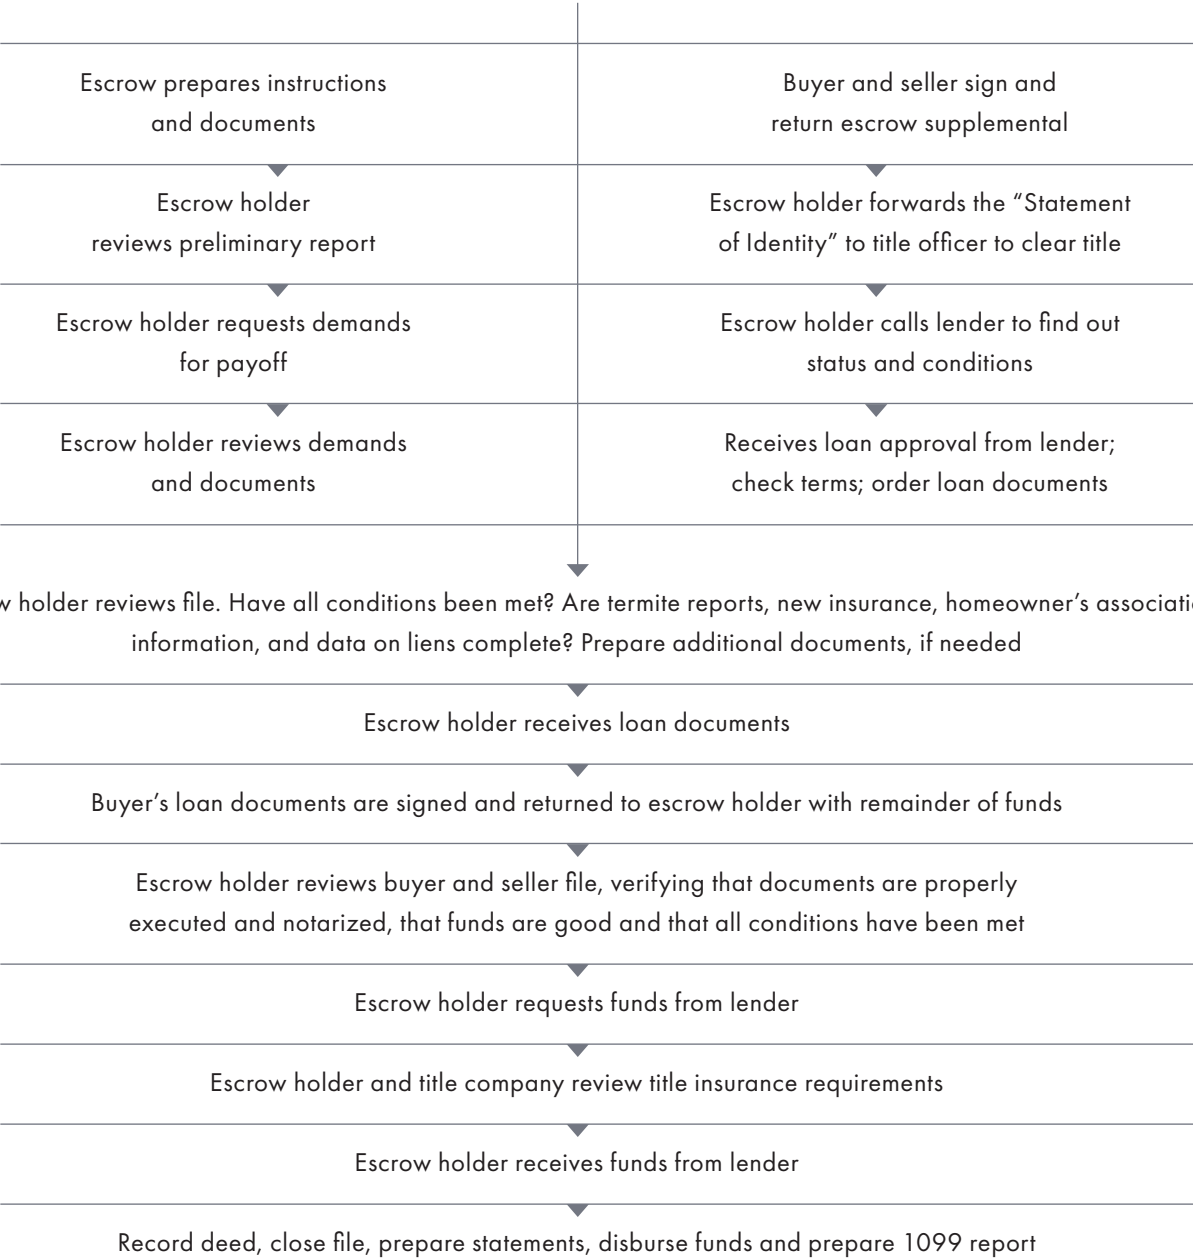 Escrow prepares instructions
and documents
Escrow holder
reviews preliminary report
Escrow holder requests demands
for payoff
Escrow holder reviews demands
and documents
Buyer and seller sign and
return escrow supplemental
Escrow holder forwards the “Statement
of Identity” to title officer to clear title
Escrow holder calls lender to find out
status and conditions
Receives loan approval from lender;
check terms; order loan documents
holder reviews file. Have all conditions been met? Are termite reports, new insurance, homeowner’s
information, and data on liens complete? Prepare additional documents, if needed
Escrow holder receives loan documents
Buyer’s loan documents are signed and returned to escrow holder with remainder of funds
Escrow holder reviews buyer and seller file, verifying that documents are properly
executed and notarized, that funds are good and that all conditions have been met
Escrow holder requests funds from lender
Escrow holder and title company review title insurance requirements
Escrow holder receives funds from lender
Record deed, close file, prepare statements, disburse funds and prepare 1099 report